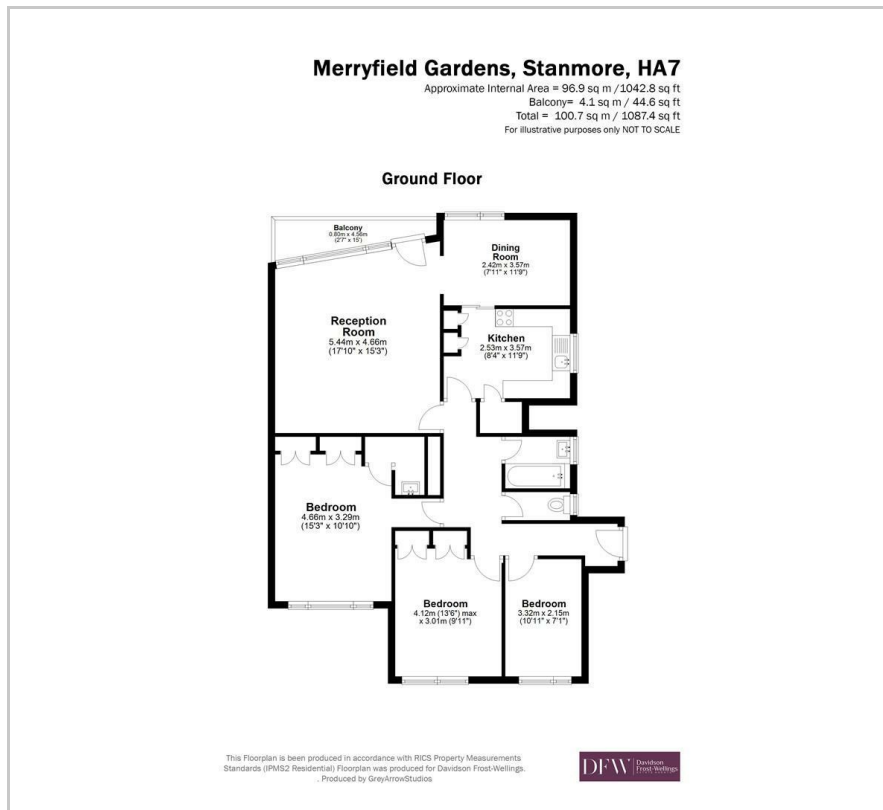 Merryfield Gardens, Stanmore, HA7
Approximate Internal Area = 96.9 sq m /1042.8 sq ft
Balcony= 4.1 sq m / 44.6 sq ft
Total = 100.7 sq m / 1087.4 sq ft
For illustrative purposes only NOT TO SCALE
Ground Floor
Balcony
0.80m x 4.56m
(2'7" x 15')
Dining
Room
2.42m x 3.57m
(7'11" x 11'9")
Reception
Room
5.44m x 4.66m
(17'10" x 15'3")
Kitchen
2.53m x 3.57m
(8'4" x 11'9")
Bedroom
4.66m x 3.29m
(15'3" x 10'10")
Bedroom
4.12m (13'6") max
x 3.01m (9'11")
Bedroom
3.32m x 2.15m
(10'11" x 7'1")
This Floorplan is been produced in accordance with RICS Property Measurements
Standards (IPMS2 Residential) Floorplan was produced for Davidson Frost-Wellings.
. Produced by GreyArrowStudios
DFW
Davidson
Frost-Wellings